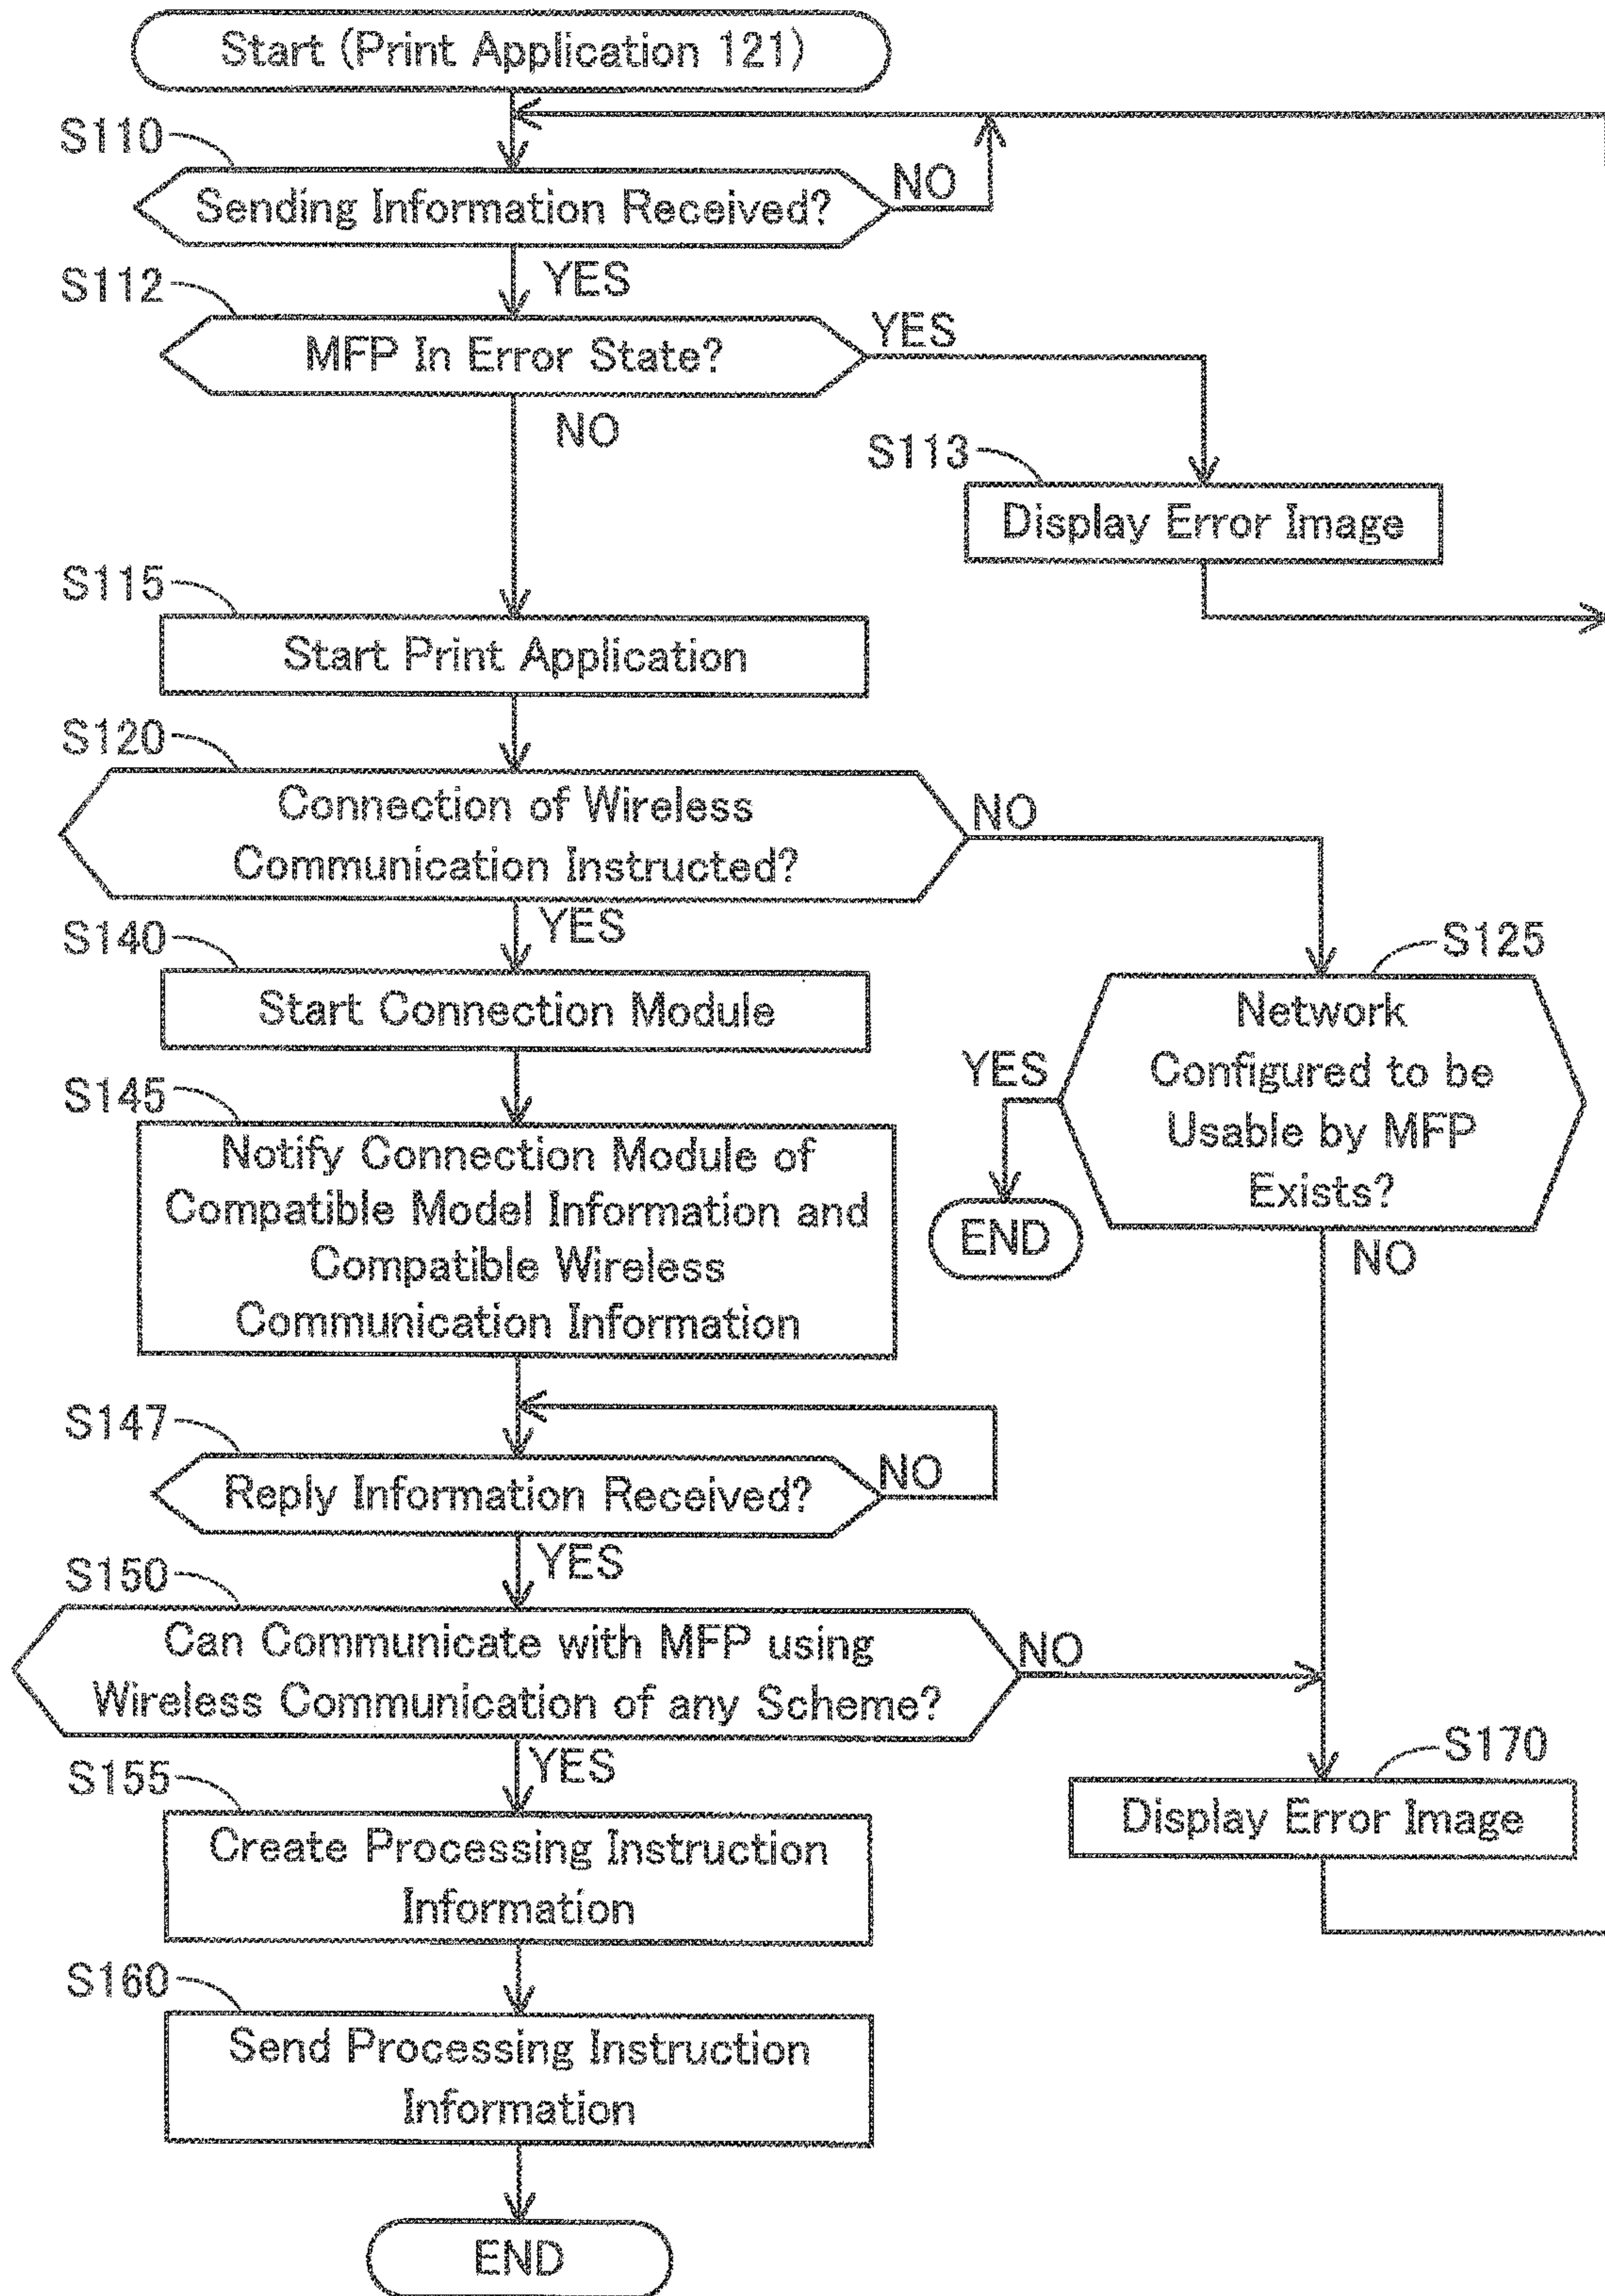 Start (Print Application 121)
S110
Sending Information Received?
NO
YES
S112
MFP In Error State?
YES
NO
S113
Display Error Image
S115
Start Print Application
S120
Connection of Wireless
Communication Instructed?
NO
YES
S140
Start Connection Module
S125
Network
Configured to be
Usable by MFP
Exists?
YES
END
NO
S145
Notify Connection Module of
Compatible Model Information and
Compatible Wireless
Communication Information
S147
Reply Information Received?
NO
YES
S150
Can Communicate with MFP using
Wireless Communication of any Scheme?
NO
YES
S170
Display Error Image
S155
Create Processing Instruction
Information
S160
Send Processing Instruction
Information
END